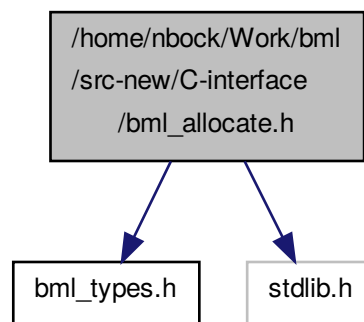 /home/nbock/Work/bml
/src-new/C-interface
/bml_allocate.h
bml_types.h
stdlib.h